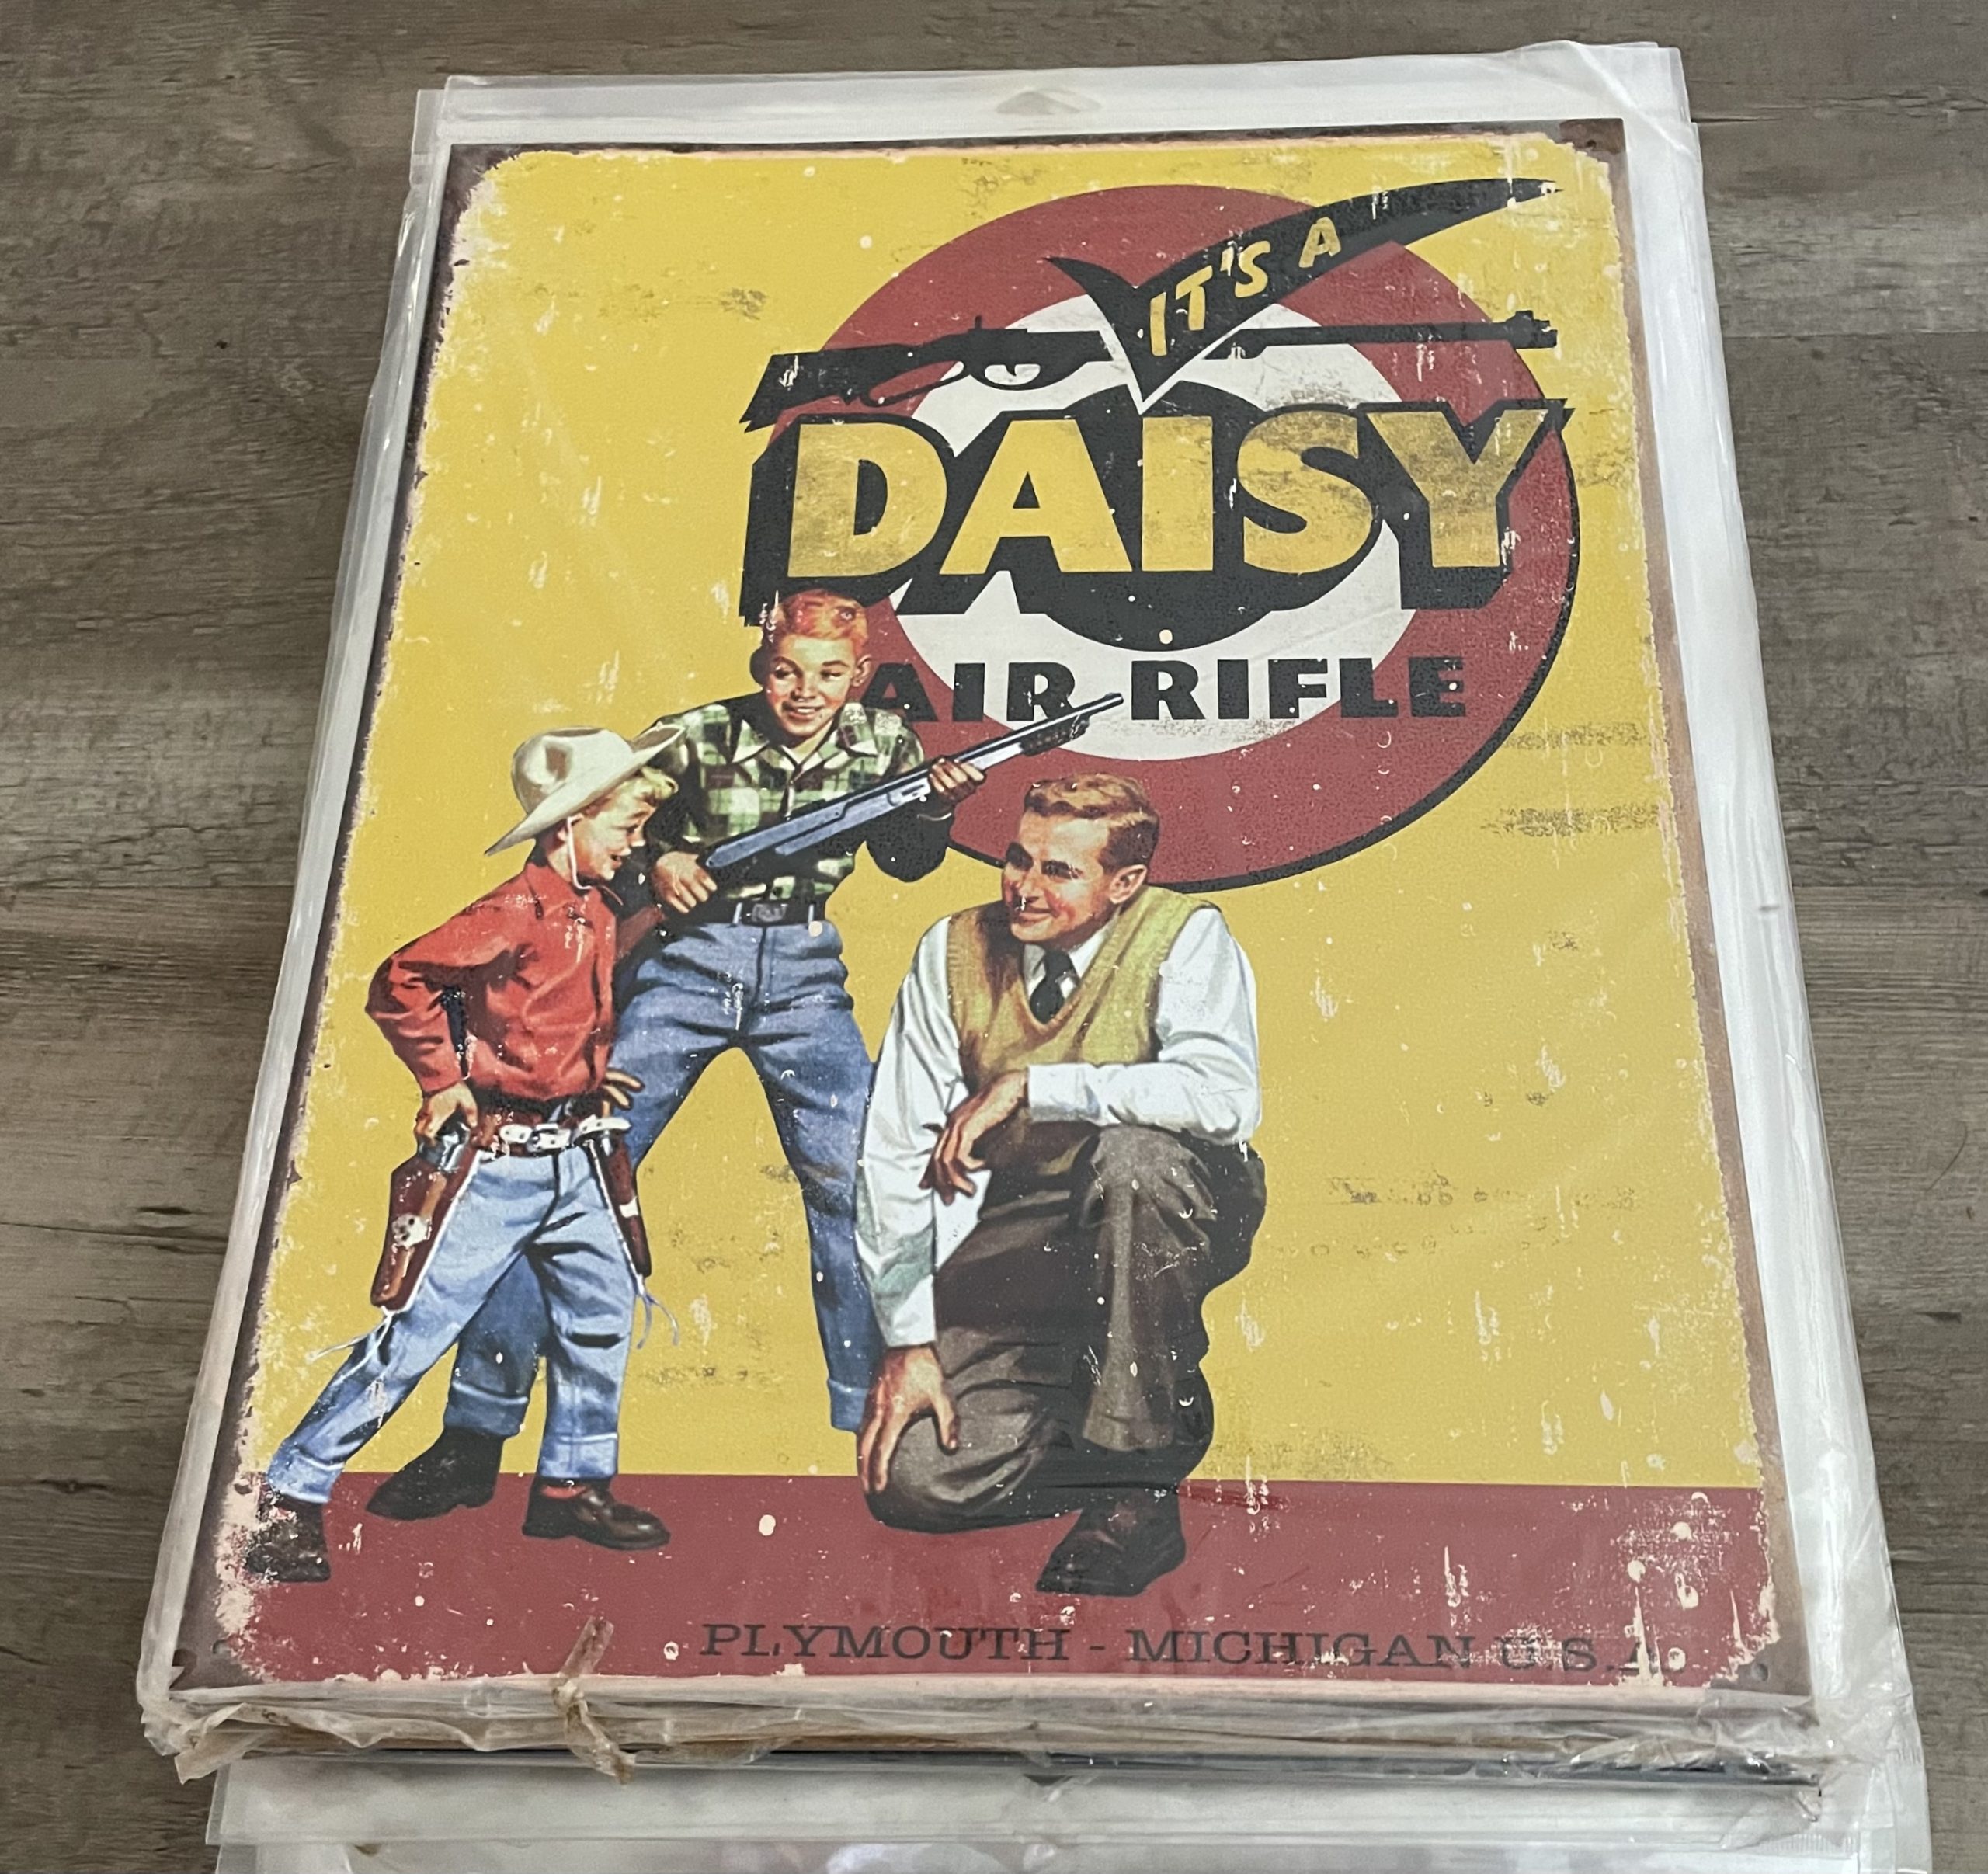 IT'S A
DAISY
AIR RIFLE
PLYMOUTH - MICHIGAN U.S.A.